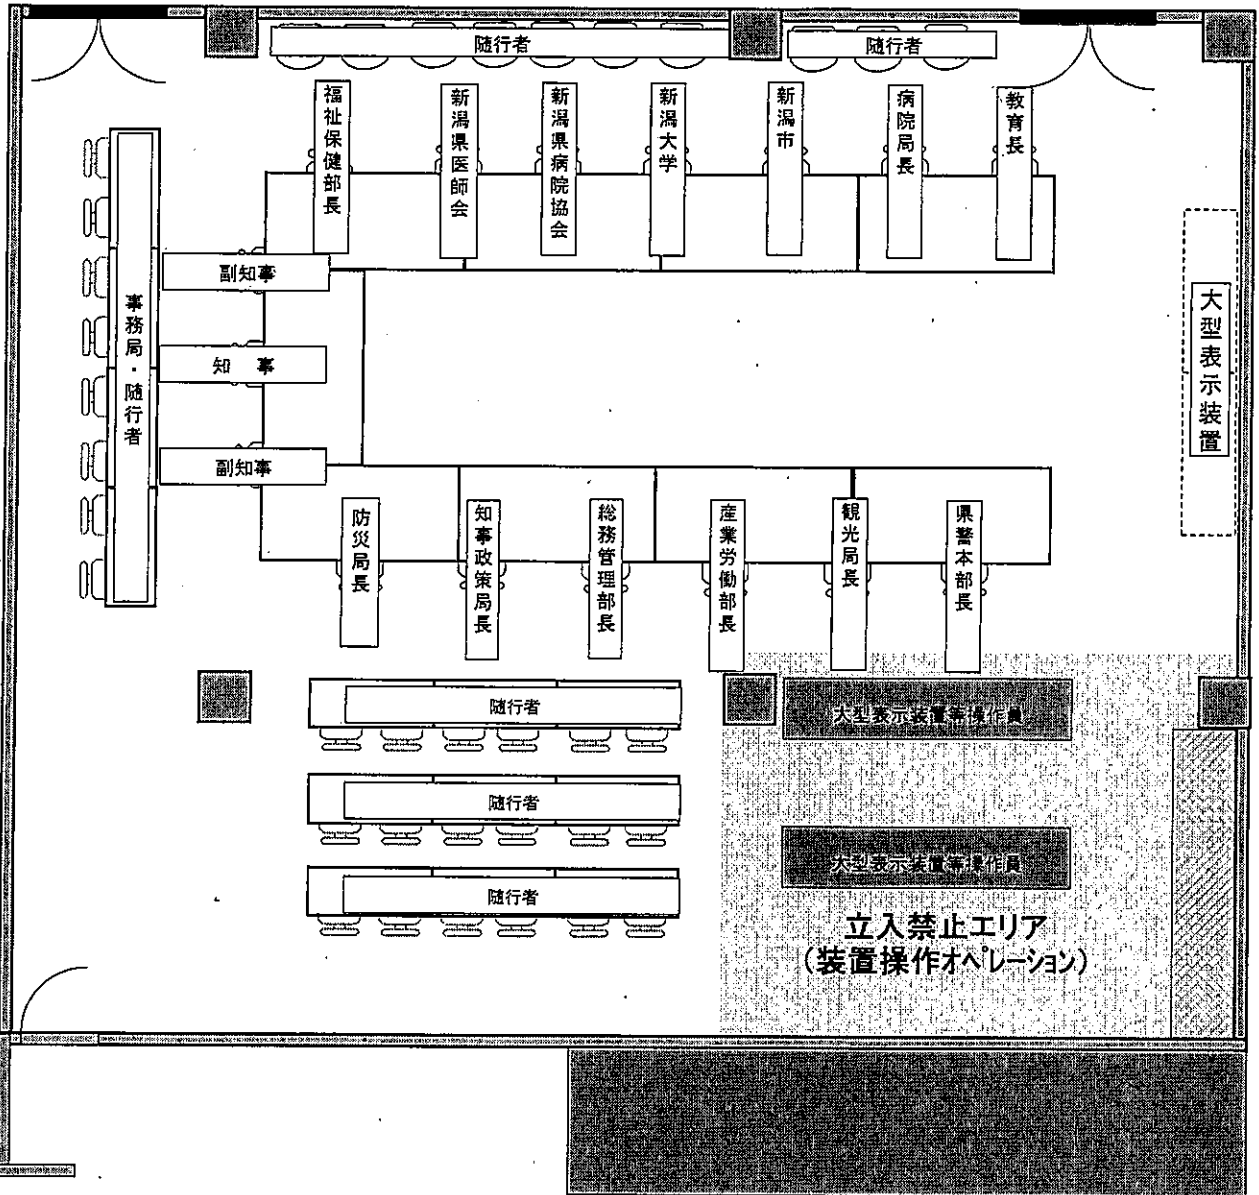 随行者
随行者
福祉保健部長
新潟県医師会
新潟県病院協会
新潟大学
新潟市
病院局長
教育長
副知事
知　事
副知事
事務局・随行者
大型表示装置
防災局長
知事政策局長
総務管理部長
産業労働部長
観光局長
県警本部長
随行者
大型表示装置等操作員
随行者
大型表示装置等操作員
随行者
立入禁止エリア
(装置操作オペレーション)